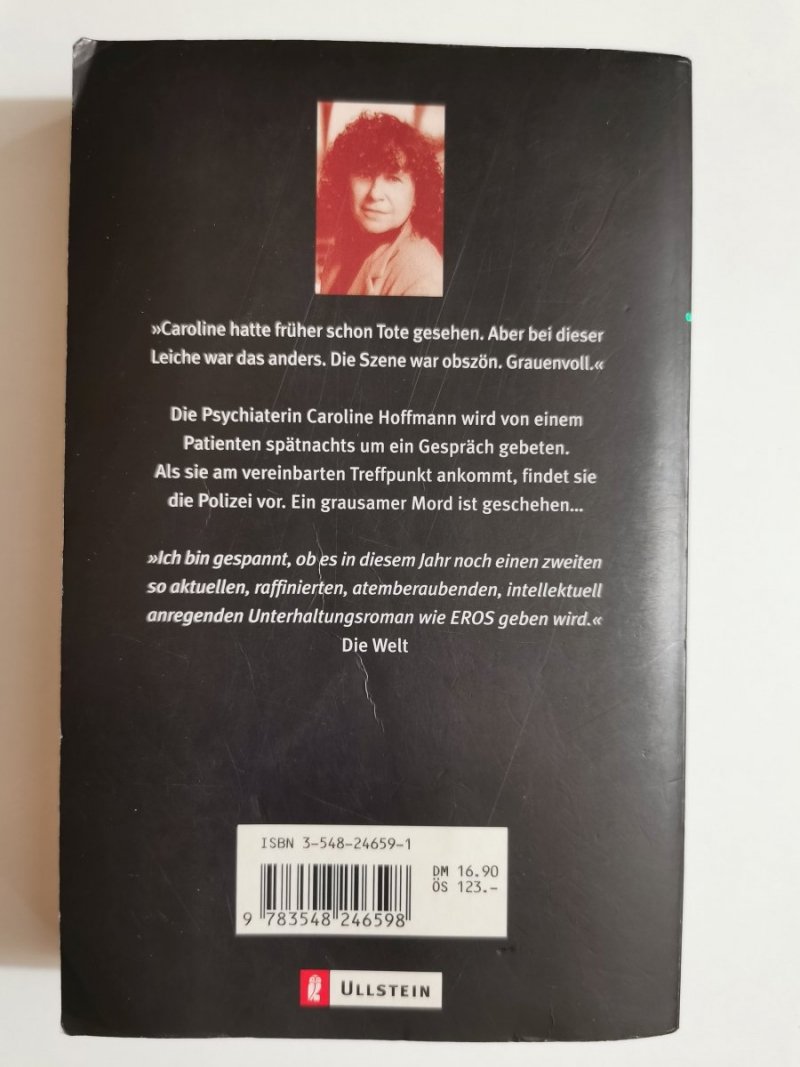 »Caroline hatte früher schon Tote gesehen. Aber bei dieser
Leiche war das anders. Die Szene war obszön. Grauenvoll.«
Die Psychiaterin Caroline Hoffmann wird von einem
Patienten spätnachts um ein Gespräch gebeten.
Als sie am vereinbarten Treffpunkt ankommt, findet sie
die Polizei vor. Ein grausamer Mord ist geschehen...
»Ich bin gespannt, ob es in diesem Jahr noch einen zweiten
so aktuellen, raffinierten, atemberaubenden, intellektuell
anregenden Unterhaltungsroman wie EROS geben wird.«
Die Welt
ISBN 3-548-24659-1
DM 16.90
ÖS 123.-
9 783548 246598
ULLSTEIN